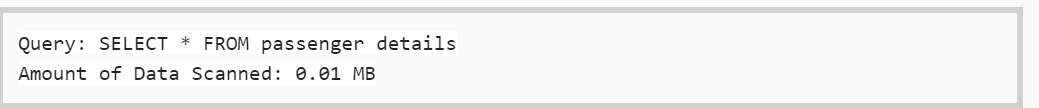 Query: SELECT * FROM passenger details
Amount of Data Scanned: 0.01 MB